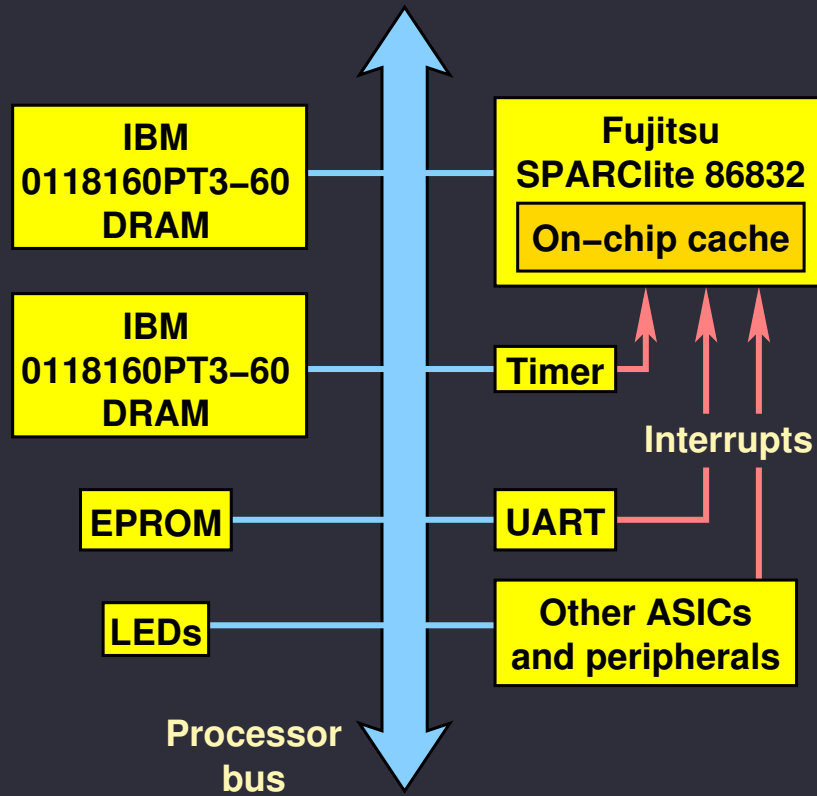 IBM
0118160PT3–60
DRAM
Fujitsu
SPARClite 86832
On–chip cache
IBM
0118160PT3–60
DRAM
Timer
Interrupts
EPROM
UART
LEDs
Other ASICs
and peripherals
Processor
bus